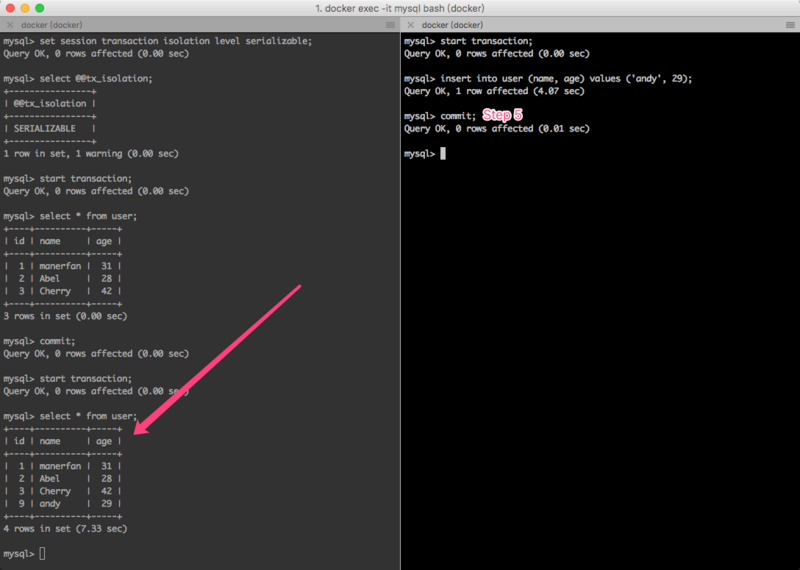 1. docker exec -it mysql bash (docker)
docker (docker)
mysql> set session transaction isolation level serializable;
Query OK, 0 rows affected (0.00 sec)
mysql> select @@tx_isolation;
+----------------+
| @@tx_isolation |
+----------------+
| SERIALIZABLE   |
+----------------+
1 row in set, 1 warning (0.00 sec)
mysql> start transaction;
Query OK, 0 rows affected (0.00 sec)
mysql> select * from user;
+----+----------+-----+
| id | name     | age |
+----+----------+-----+
|  1 | manerfan |  31 |
|  2 | Abel     |  28 |
|  3 | Cherry   |  42 |
+----+----------+-----+
3 rows in set (0.00 sec)
mysql> commit;
Query OK, 0 rows affected (0.00 sec)
mysql> start transaction;
Query OK, 0 rows affected (0.00 sec)
mysql> select * from user;
+----+----------+-----+
| id | name     | age |
+----+----------+-----+
|  1 | manerfan |  31 |
|  2 | Abel     |  28 |
|  3 | Cherry   |  42 |
|  9 | andy     |  29 |
+----+----------+-----+
4 rows in set (7.33 sec)
mysql>
docker (docker)
mysql> start transaction;
Query OK, 0 rows affected (0.00 sec)
mysql> insert into user (name, age) values ('andy', 29);
Query OK, 1 row affected (4.07 sec)
mysql> commit; Step 5
Query OK, 0 rows affected (0.01 sec)
mysql>